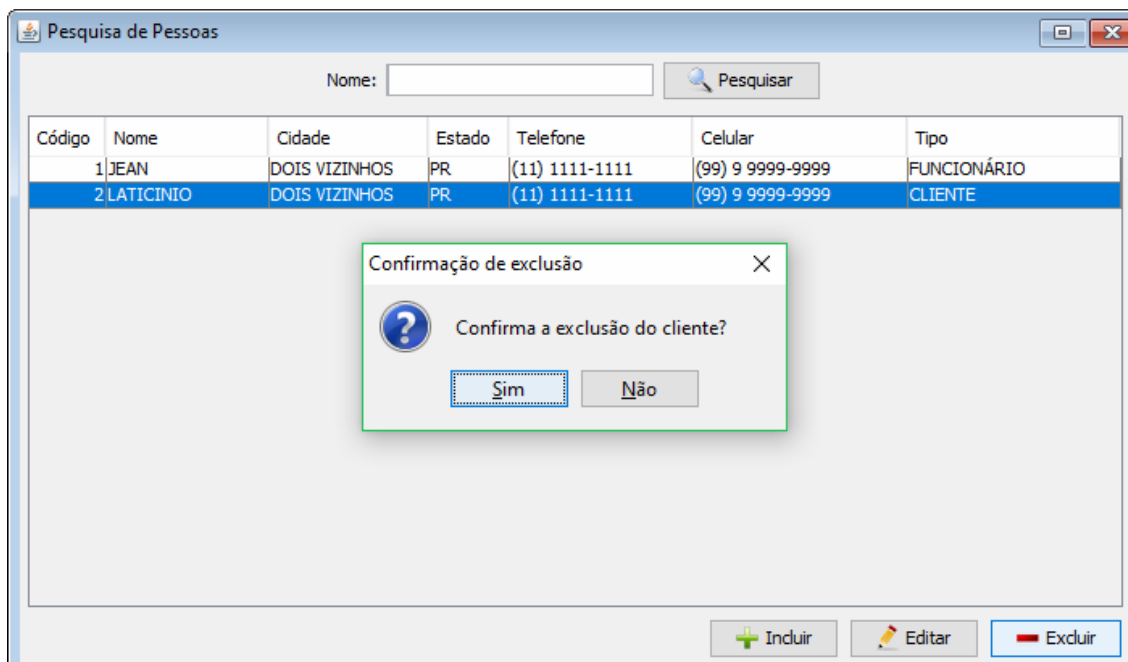 Pesquisa de Pessoas
Nome: Pesquisar
Código Nome Cidade Estado Telefone Celular Tipo
1 JEAN DOIS VIZINHOS PR (11) 1111-1111 (99) 9 9999-9999 FUNCIONÁRIO
2 LATICINIO DOIS VIZINHOS PR (11) 1111-1111 (99) 9 9999-9999 CLIENTE
Confirmação de exclusão
Confirma a exclusão do cliente?
Sim Não
Incluir Editar Excluir